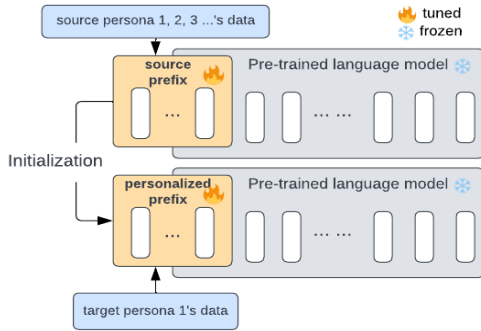 source persona 1, 2, 3 ...'s data
tuned
frozen
source
prefix
Pre-trained language model
... 
... ...
Initialization
personalized
prefix
Pre-trained language model
...
... ...
target persona 1's data